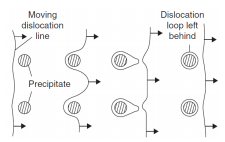 Moving
dislocation
line
Dislocation
loop left
behind
Precipitate